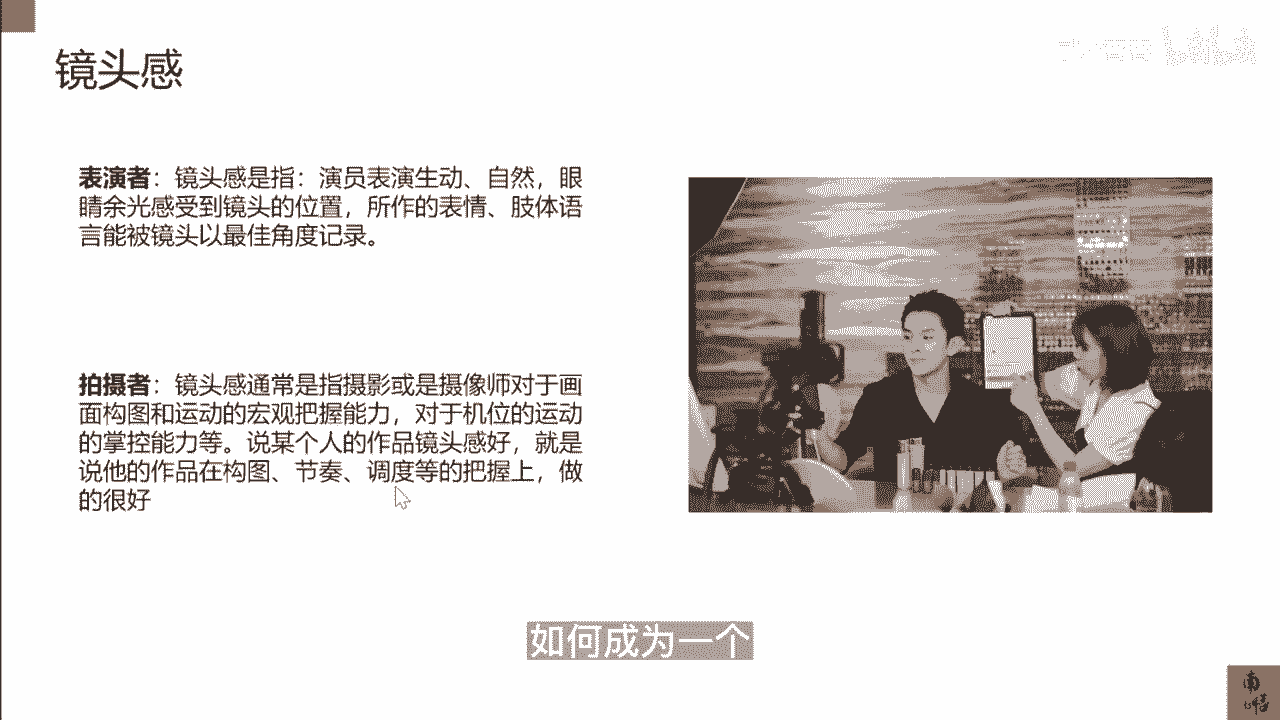 镜头感
表演者：镜头感是指：演员表演生动、自然，眼
睛余光感受到镜头的位置，所作的表情、肢体语
言能被镜头以最佳角度记录。
拍摄者：镜头感通常是指摄影或是摄像师对于画
面构图和运动的宏观把握能力，对于机位的运动
的掌控能力等。说某个人的作品镜头感好，就是
说他的作品在构图、节奏、调度等的把握上，做
的很好
如何成为一个